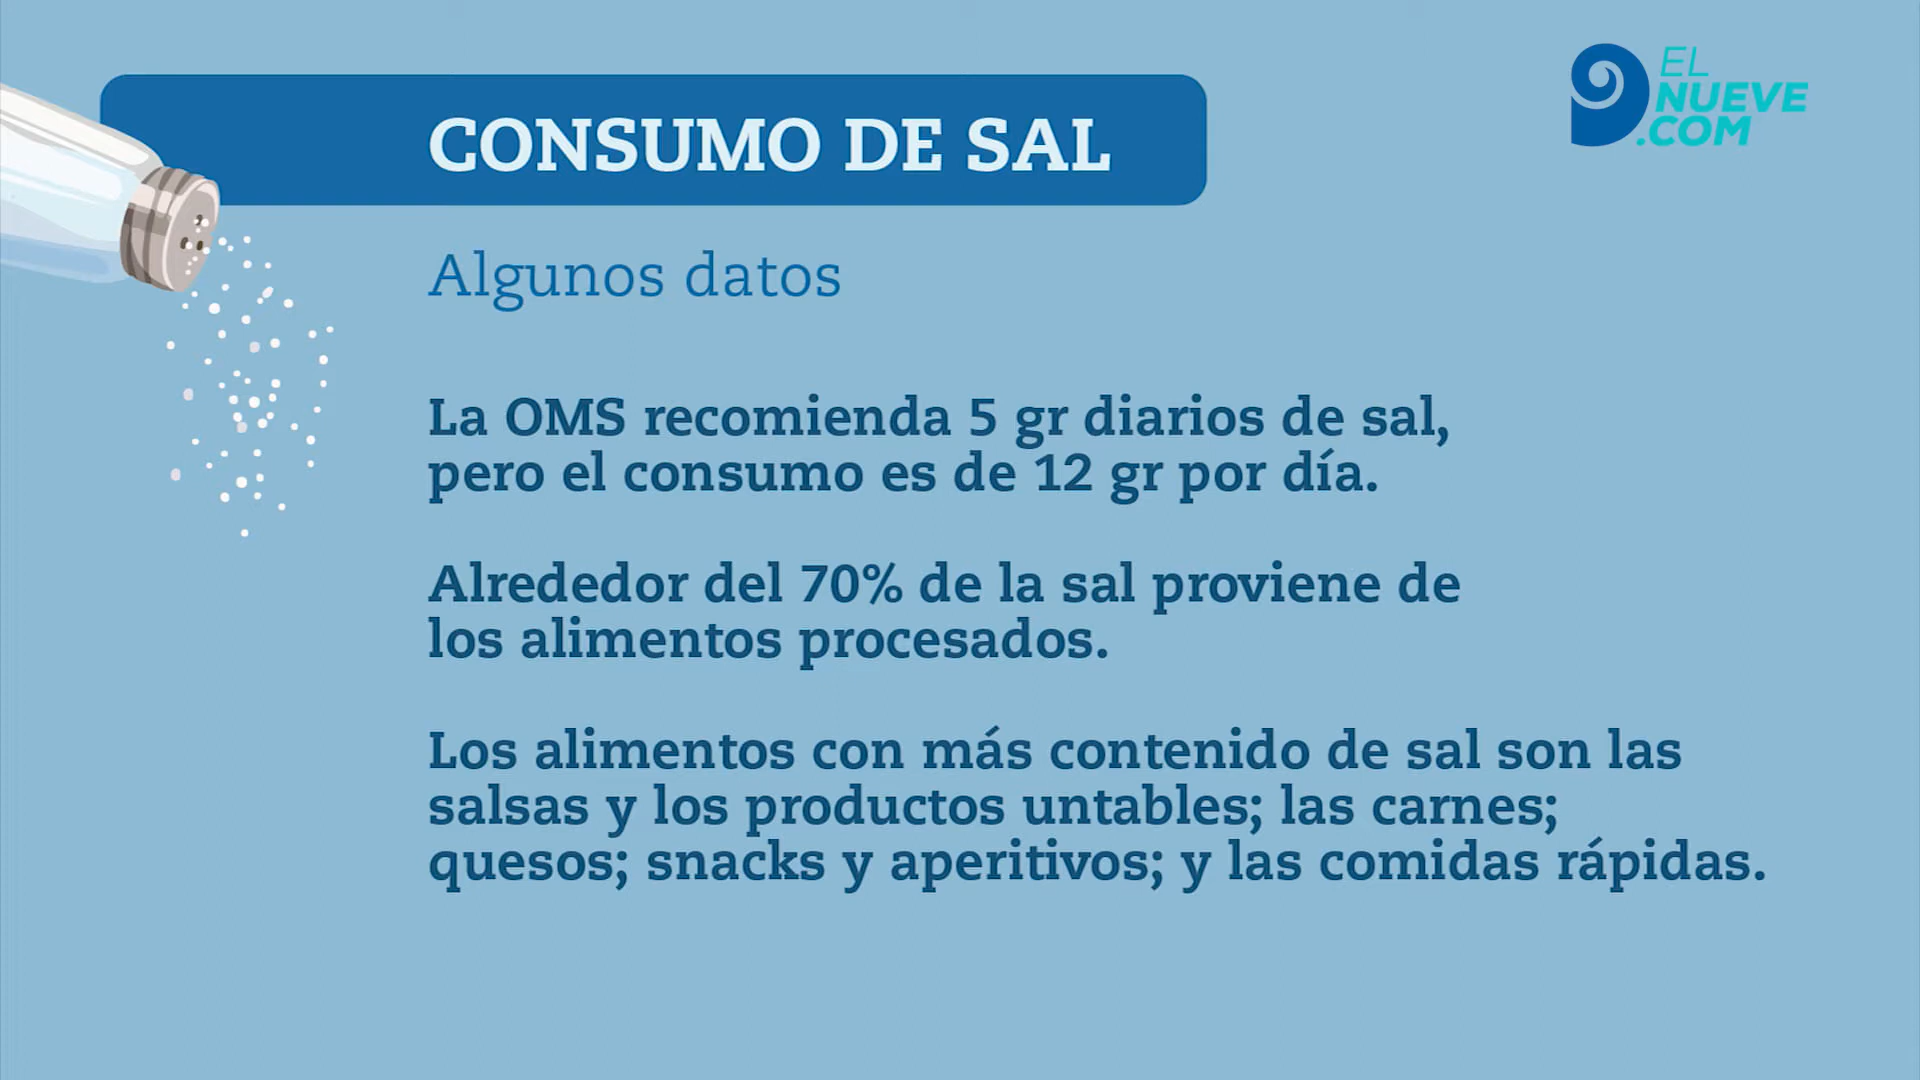 EL
NUEVE
.COM
CONSUMO DE SAL
Algunos datos
La OMS recomienda 5 gr diarios de sal,
pero el consumo es de 12 gr por día.
Alrededor del 70% de la sal proviene de
los alimentos procesados.
Los alimentos con más contenido de sal son las
salsas y los productos untables; las carnes;
quesos; snacks y aperitivos; y las comidas rápidas.